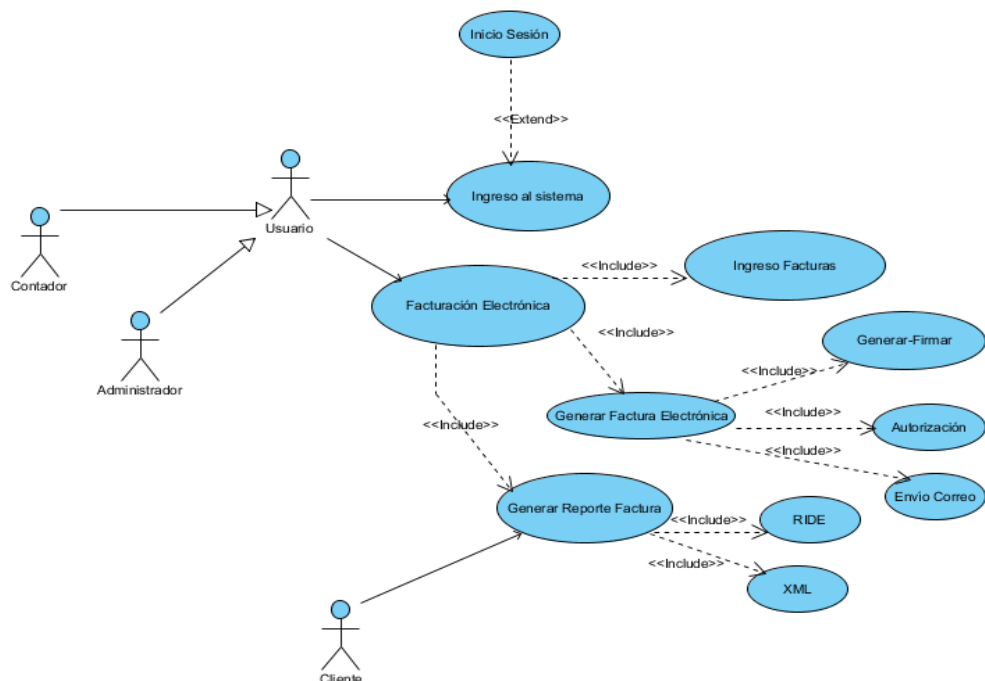 Inicio Sesión
<<Extend>>
Ingreso al sistema
Usuario
Contador
Administrador
<<Include>>
Ingreso Facturas
Facturación Electrónica
<<Include>>
Generar-Firmar
<<Include>>
Generar Factura Electrónica
<<Include>>
Autorización
<<Include>>
<<Include>>
Envìo Correo
Generar Reporte Factura
<<Include>>
RIDE
<<Include>>
XML
Cliente